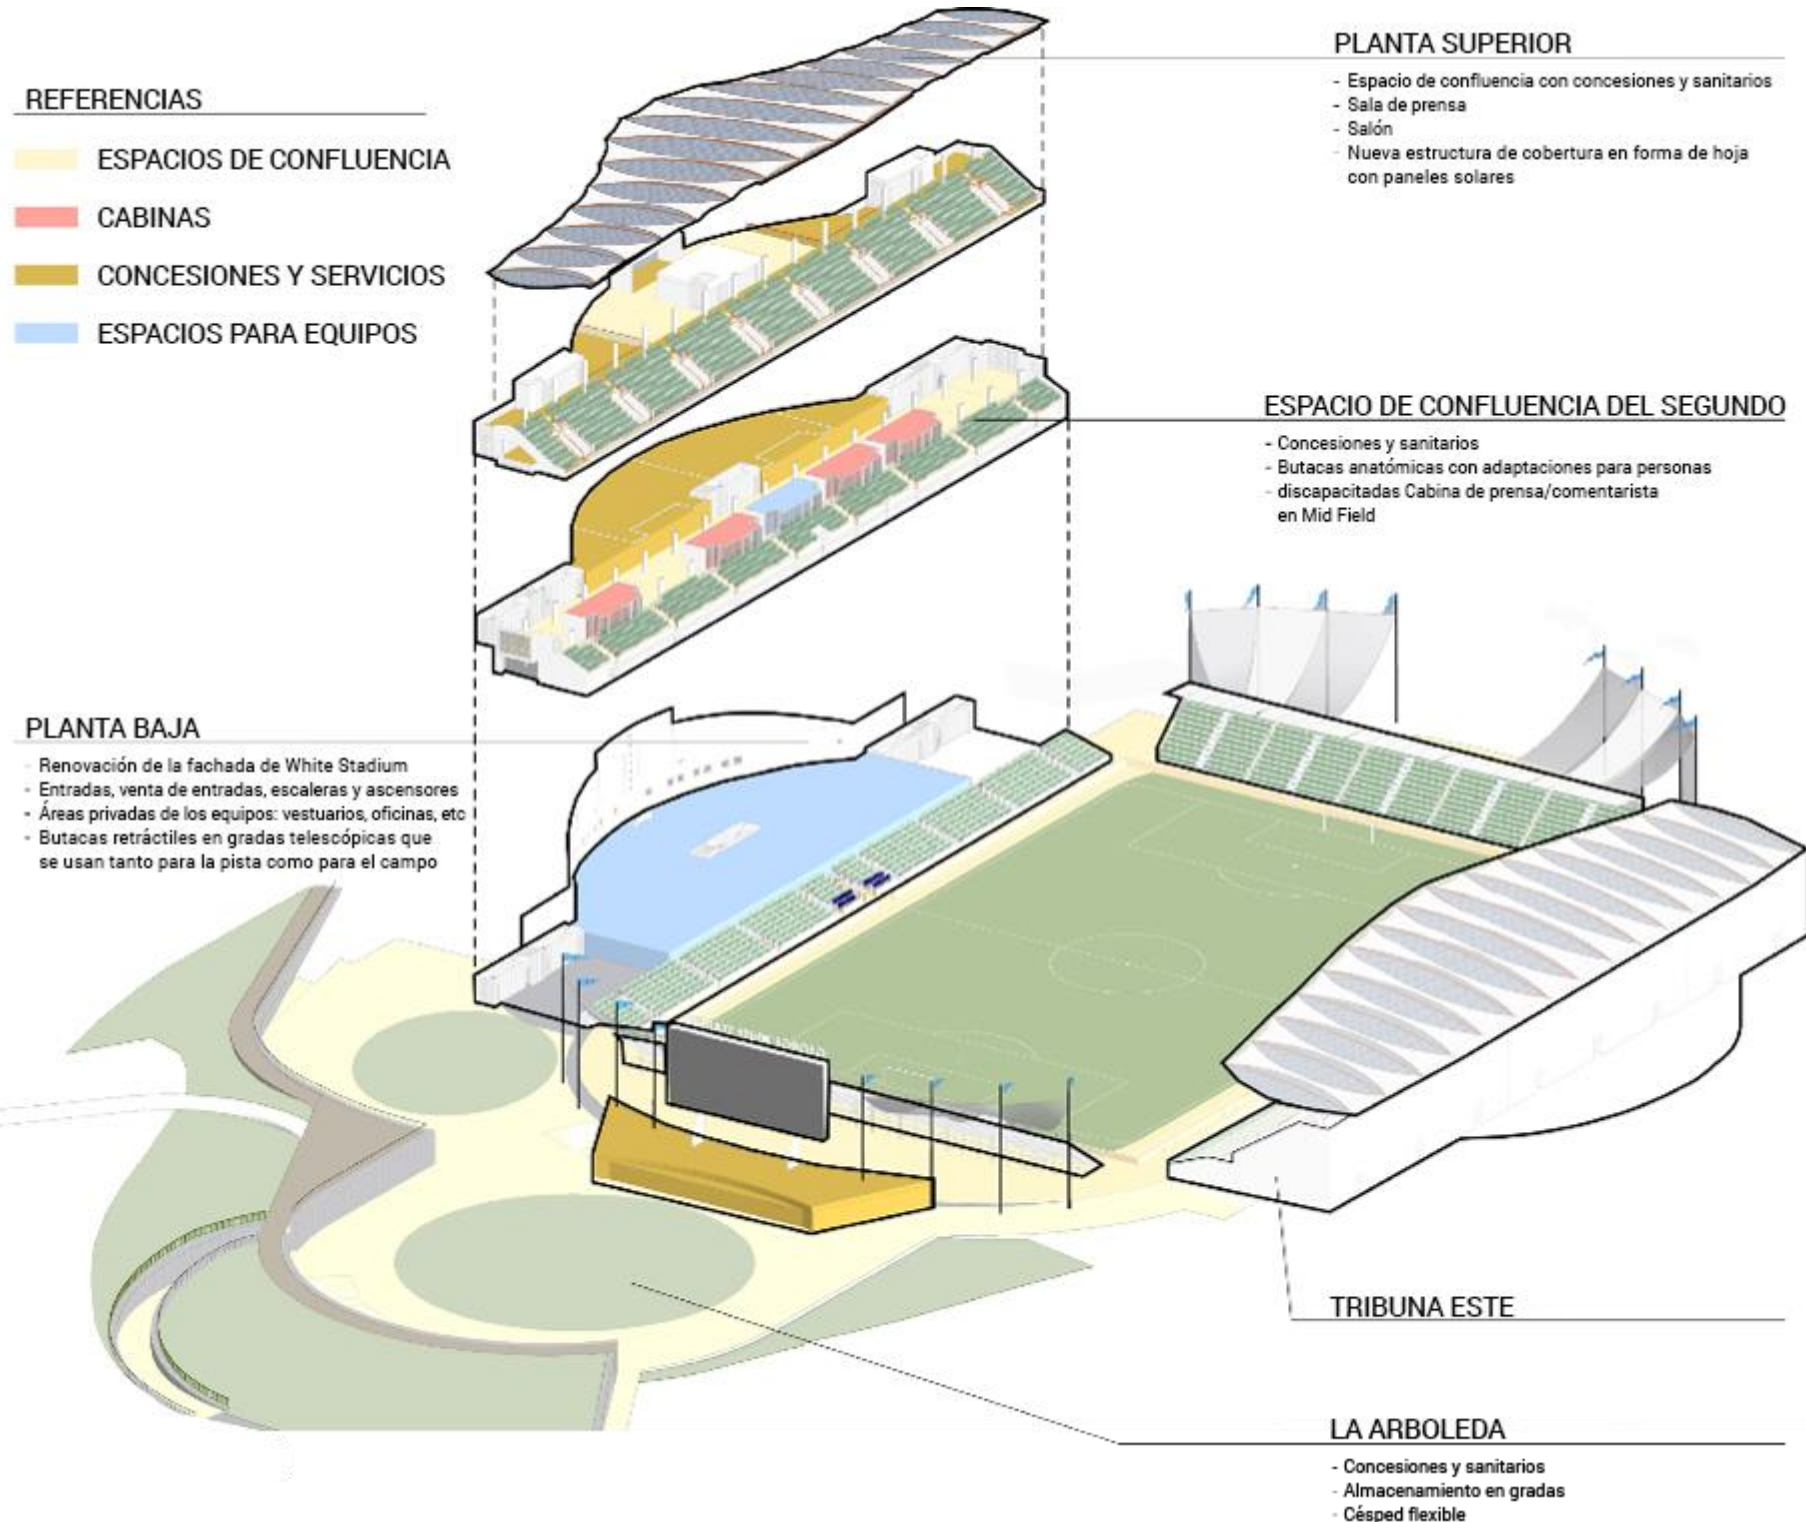 REFERENCIAS
ESPACIOS DE CONFLUENCIA
CABINAS
CONCESIONES Y SERVICIOS
ESPACIOS PARA EQUIPOS
PLANTA SUPERIOR
- Espacio de confluencia con concesiones y sanitarios
- Sala de prensa
- Salón
- Nueva estructura de cobertura en forma de hoja
con paneles solares
ESPACIO DE CONFLUENCIA DEL SEGUNDO
- Concesiones y sanitarios
- Butacas anatómicas con adaptaciones para personas
- discapacitadas Cabina de prensa/comentarista
en Mid Field
PLANTA BAJA
- Renovación de la fachada de White Stadium
- Entradas, venta de entradas, escaleras y ascensores
- Áreas privadas de los equipos: vestuarios, oficinas, etc
- Butacas retráctiles en gradas telescópicas que
se usan tanto para la pista como para el campo
TRIBUNA ESTE
LA ARBOLEDA
- Concesiones y sanitarios
- Almacenamiento en gradas
- Césped flexible